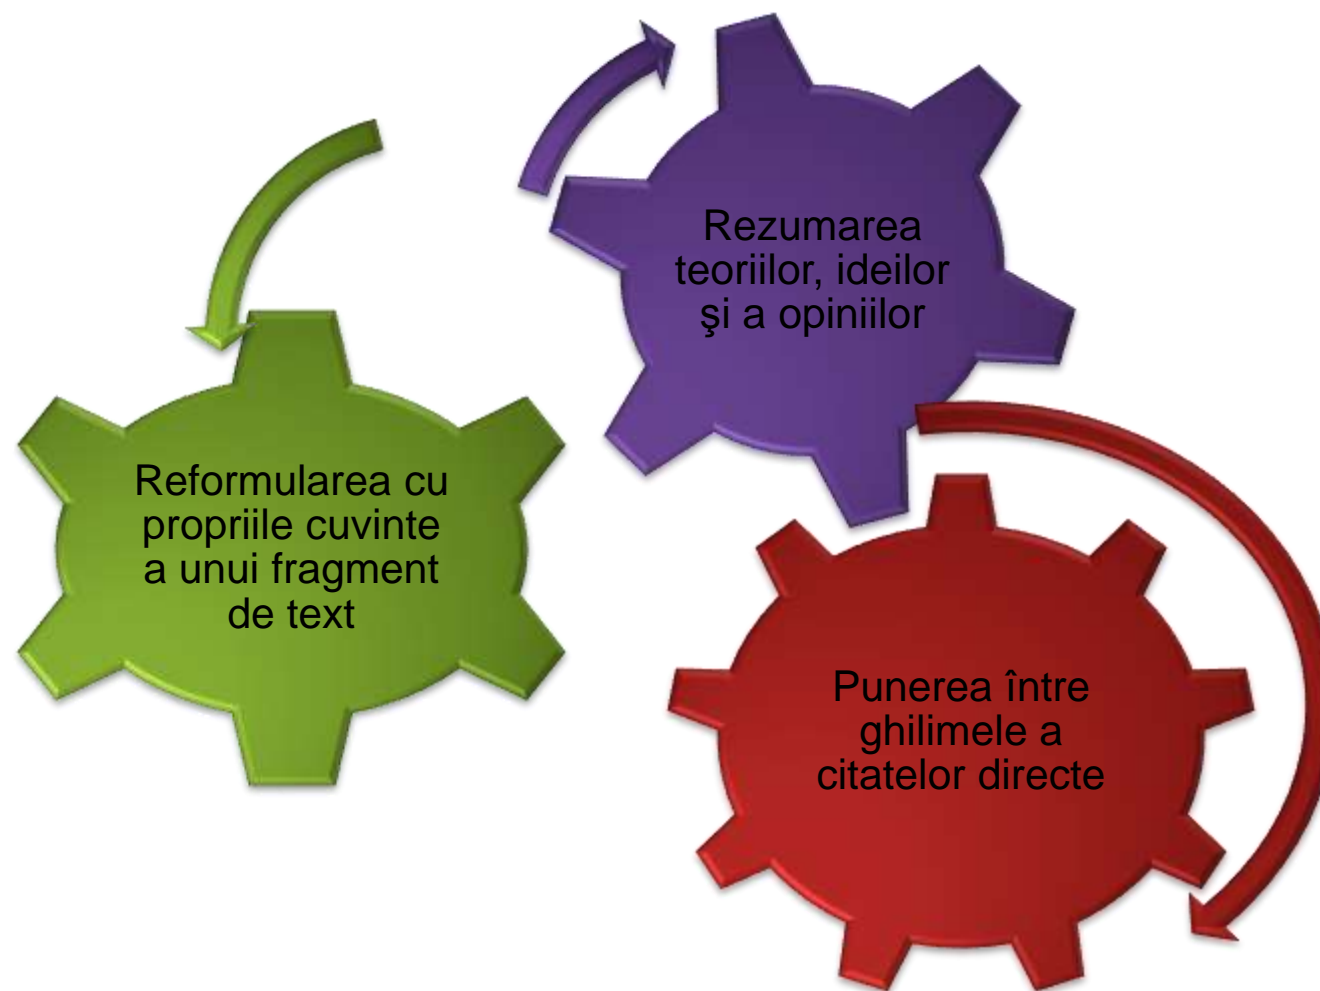 Rezumarea
teoriilor, ideilor
şi a opiniilor
Reformularea cu
propriile cuvinte
a unui fragment
de text
Punerea între
ghilimele a
citatelor directe